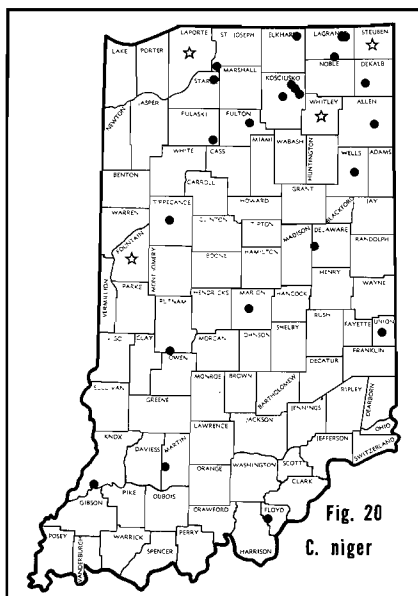 LAPORTE ST JOSEPH ELKHART LAGRANGE STEUBEN
LAKE PORTER
NOBLE DEKALB
MARSHALL
STARKE KOSCIUSKO
WHITLEY ALLEN
NEWTON JASPER PULASKI FULTON
MIAMI WABASH HUNTINGTON
WELLS ADAMS
WHITE CASS
BENTON CARROLL GRANT
HOWARD BLACKFORD JAY
WARREN TIPPECANOE CLINTON TIPTON MADISON DELAWARE
RANDOLPH
FOUNTAIN MONTGOMERY BOONE HAMILTON
HENRY WAYNE
VERMILLION PARKE HENDRICKS MARION HANCOCK
PUTNAM RUSH FAYETTE UNION
CLAY MORGAN JOHNSON SHELBY
OWEN FRANKLIN
DECATUR
MONROE BROWN BARTHOLOMEW RIPLEY DEARBORN
GREENE JENNINGS
JACKSON OHIO
LAWRENCE JEFFERSON SWITZERLAND
KNOX DAVIESS MARTIN
WASHINGTON SCOTT
ORANGE CLARK
GIBSON PIKE DUBOIS
CRAWFORD FLOYD
POSEY VANDERBURGH WARRICK SPENCER PERRY HARRISON
Fig. 20
C. niger